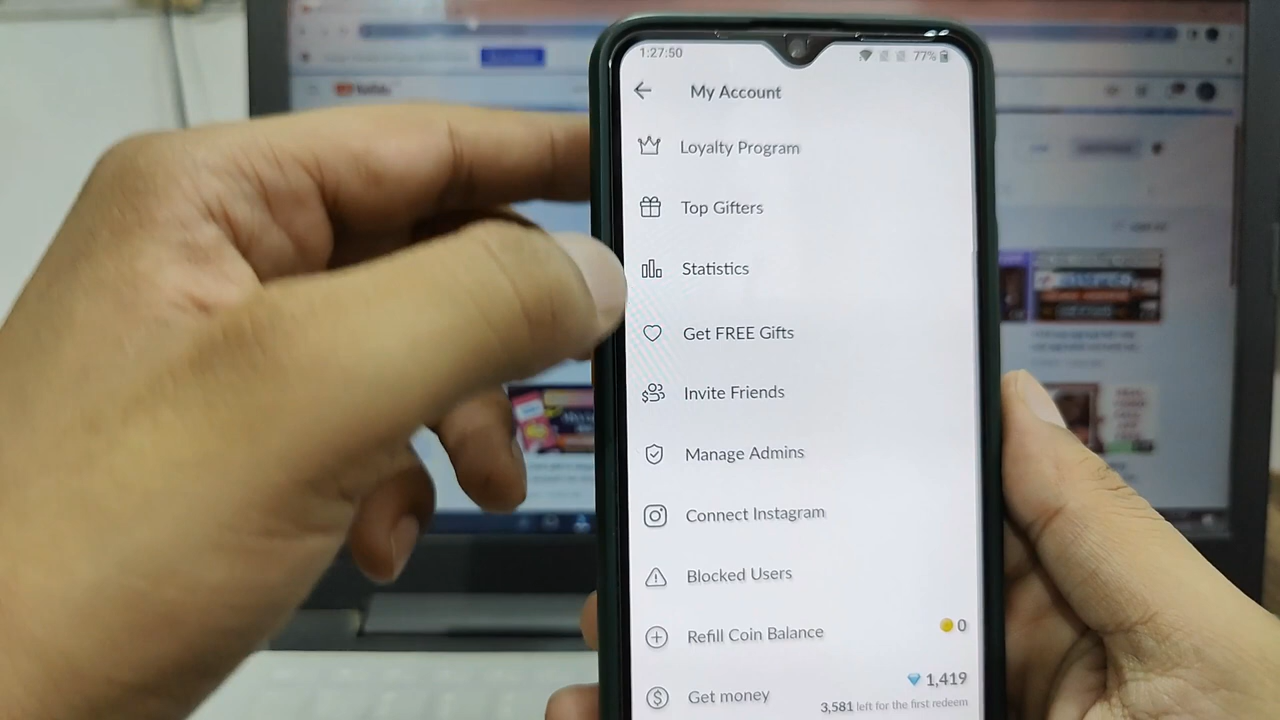 1:27:50
77%
My Account
Loyalty Program
Top Gifters
Statistics
Get FREE Gifts
Invite Friends
Manage Admins
Connect Instagram
Blocked Users
Refill Coin Balance 0
Get money 1,419
3,581 left for the first redeem